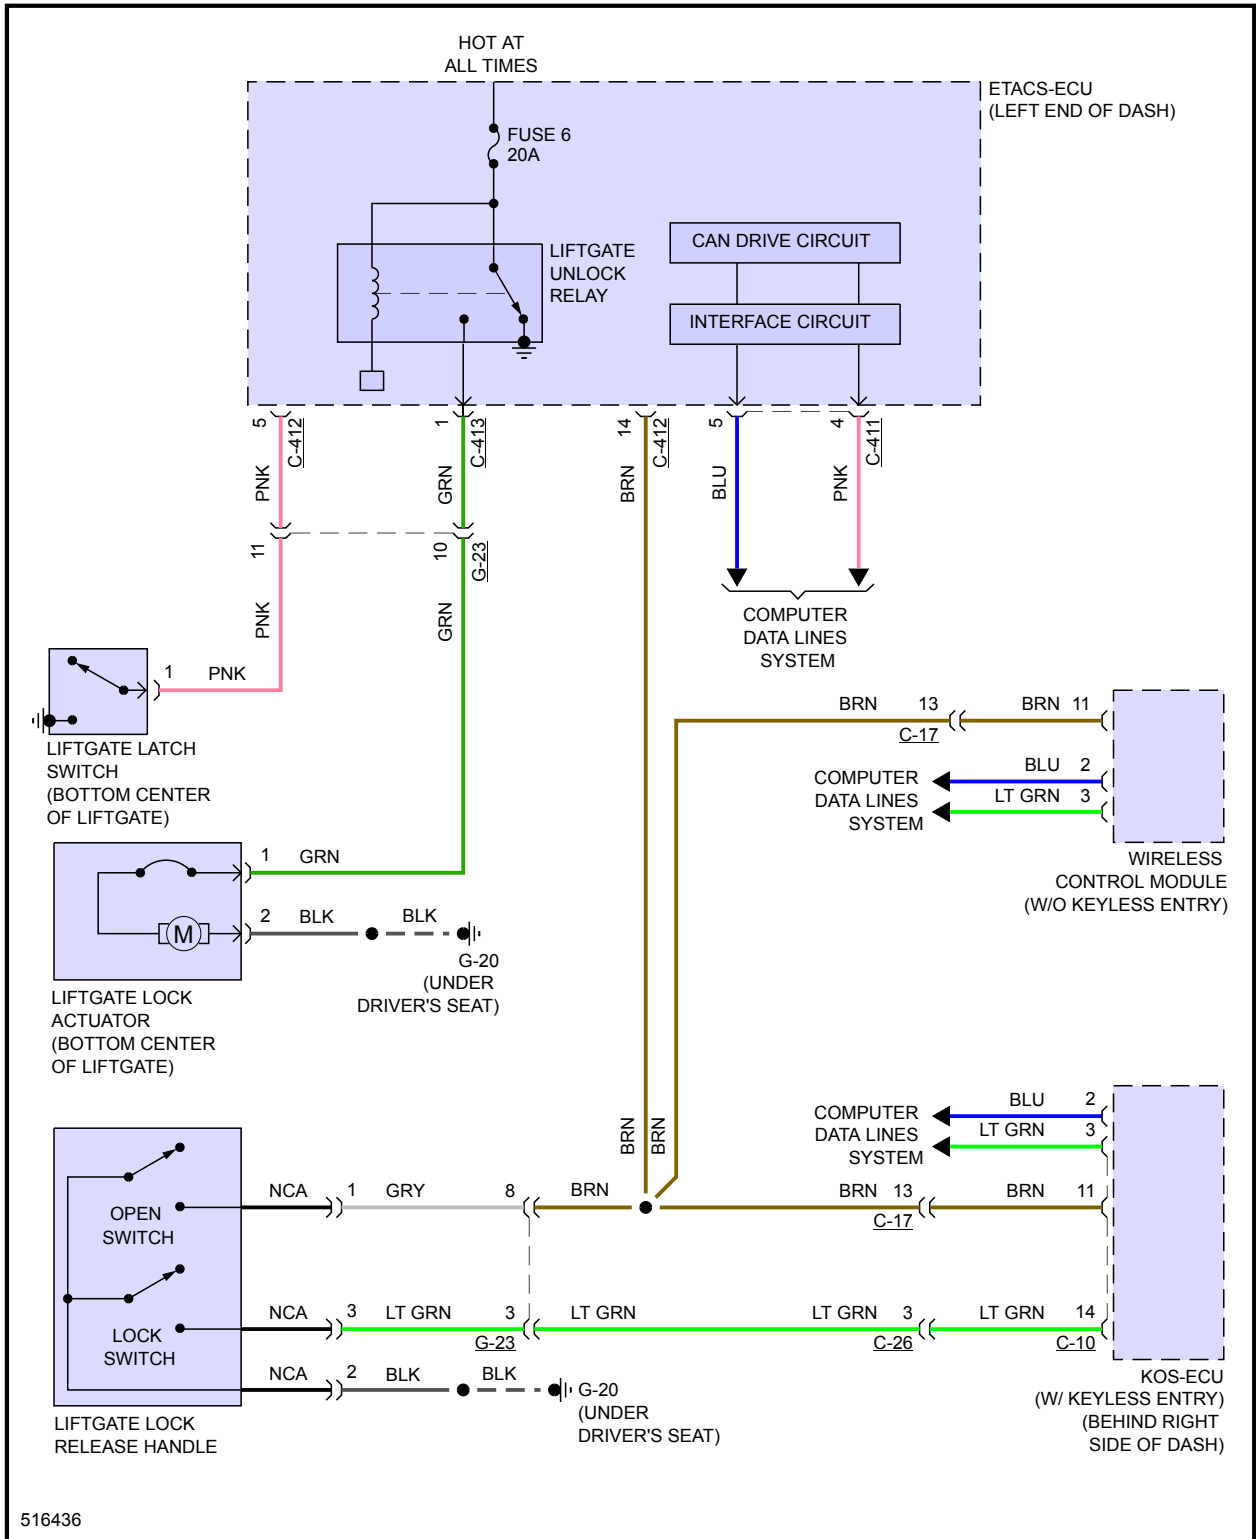 HOT AT
ALL TIMES
ETACS-ECU
(LEFT END OF DASH)
FUSE 6
20A
LIFTGATE
UNLOCK
RELAY
CAN DRIVE CIRCUIT
INTERFACE CIRCUIT
5
C-412
1
C-413
14
C-412
5
4
C-411
PNK
GRN
BRN
BLU
PNK
11
10
G-23
PNK
GRN
COMPUTER
DATA LINES
SYSTEM
1
PNK
LIFTGATE LATCH
SWITCH
(BOTTOM CENTER
OF LIFTGATE)
BRN
13
C-17
BRN
11
COMPUTER
DATA LINES
SYSTEM
BLU
2
LT GRN
3
WIRELESS
CONTROL MODULE
(W/O KEYLESS ENTRY)
1
GRN
M
2
BLK
BLK
G-20
(UNDER
DRIVER'S SEAT)
LIFTGATE LOCK
ACTUATOR
(BOTTOM CENTER
OF LIFTGATE)
BRN
BRN
COMPUTER
DATA LINES
SYSTEM
BLU
2
LT GRN
3
OPEN
SWITCH
NCA
1
GRY
8
BRN
BRN
13
C-17
BRN
11
LOCK
SWITCH
NCA
3
LT GRN
3
G-23
LT GRN
LT GRN
3
C-26
LT GRN
14
C-10
NCA
2
BLK
BLK
G-20
(UNDER
DRIVER'S SEAT)
LIFTGATE LOCK
RELEASE HANDLE
KOS-ECU
(W/ KEYLESS ENTRY)
(BEHIND RIGHT
SIDE OF DASH)
516436